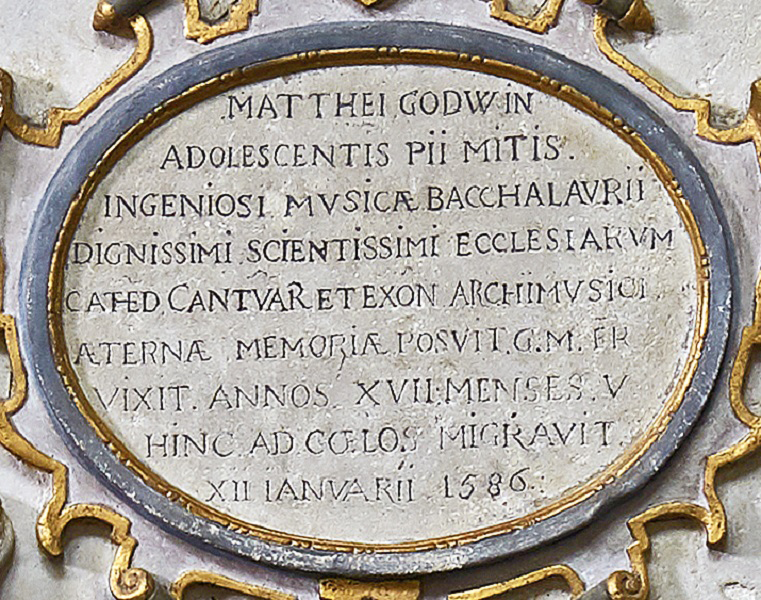 MATTHEI GODWIN
ADOLESCENTIS PII MITIS.
INGENIOSI MVSICÆ BACCHALAVRII
DIGNISSIMI SCIENTISSIMI ECCLESIARVM
CATED. CANTVAR ET EXON ARCHIMVSICI.
ÆTERNÆ MEMORIÆ POSVIT. G. M. FR
VIXIT. ANNOS XVII: MENSES. V
HINC AD CŒLOS MIGRAVIT.
XII IANVARII 1586.